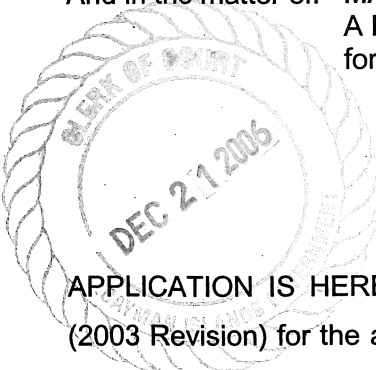 And in the matter of:
A
for
CLERK OF COURT
DEC 21 2006
APPLICATION IS HERE
CAYMAN ISLANDS
(2003 Revision) for the a